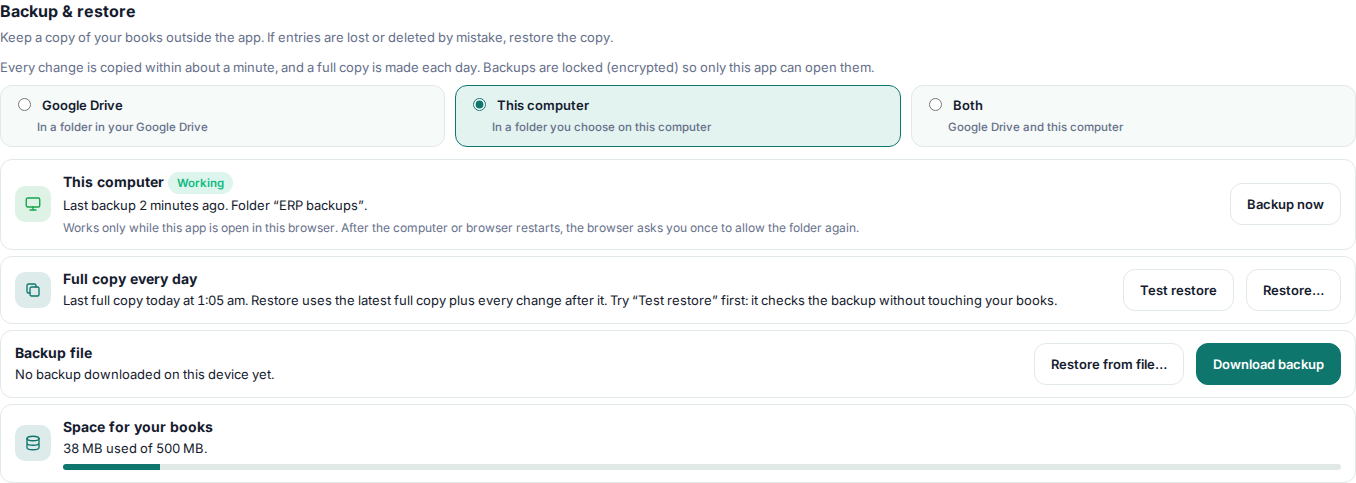 Backup & restore
Keep a copy of your books outside the app. If entries are lost or deleted by mistake, restore the copy.
Every change is copied within about a minute, and a full copy is made each day. Backups are locked (encrypted) so only this app can open them.
Google Drive
In a folder in your Google Drive
This computer
In a folder you choose on this computer
Both
Google Drive and this computer
This computer Working
Last backup 2 minutes ago. Folder “ERP backups”.
Works only while this app is open in this browser. After the computer or browser restarts, the browser asks you once to allow the folder again.
Backup now
Full copy every day
Last full copy today at 1:05 am. Restore uses the latest full copy plus every change after it. Try “Test restore” first: it checks the backup without touching your books.
Test restore
Restore...
Backup file
No backup downloaded on this device yet.
Restore from file...
Download backup
Space for your books
38 MB used of 500 MB.